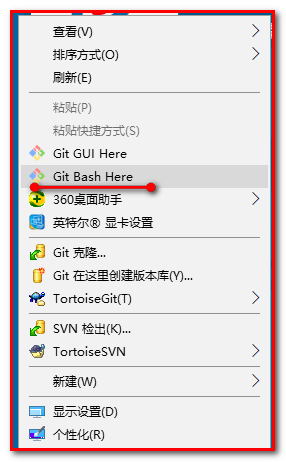 查看(V)
排序方式(O)
刷新(E)
粘贴(P)
粘贴快捷方式(S)
Git GUI Here
Git Bash Here
360桌面助手
英特尔® 显卡设置
Git 克隆...
Git 在这里创建版本库(Y)...
TortoiseGit(T)
SVN 检出(K)...
TortoiseSVN
新建(W)
显示设置(D)
个性化(R)